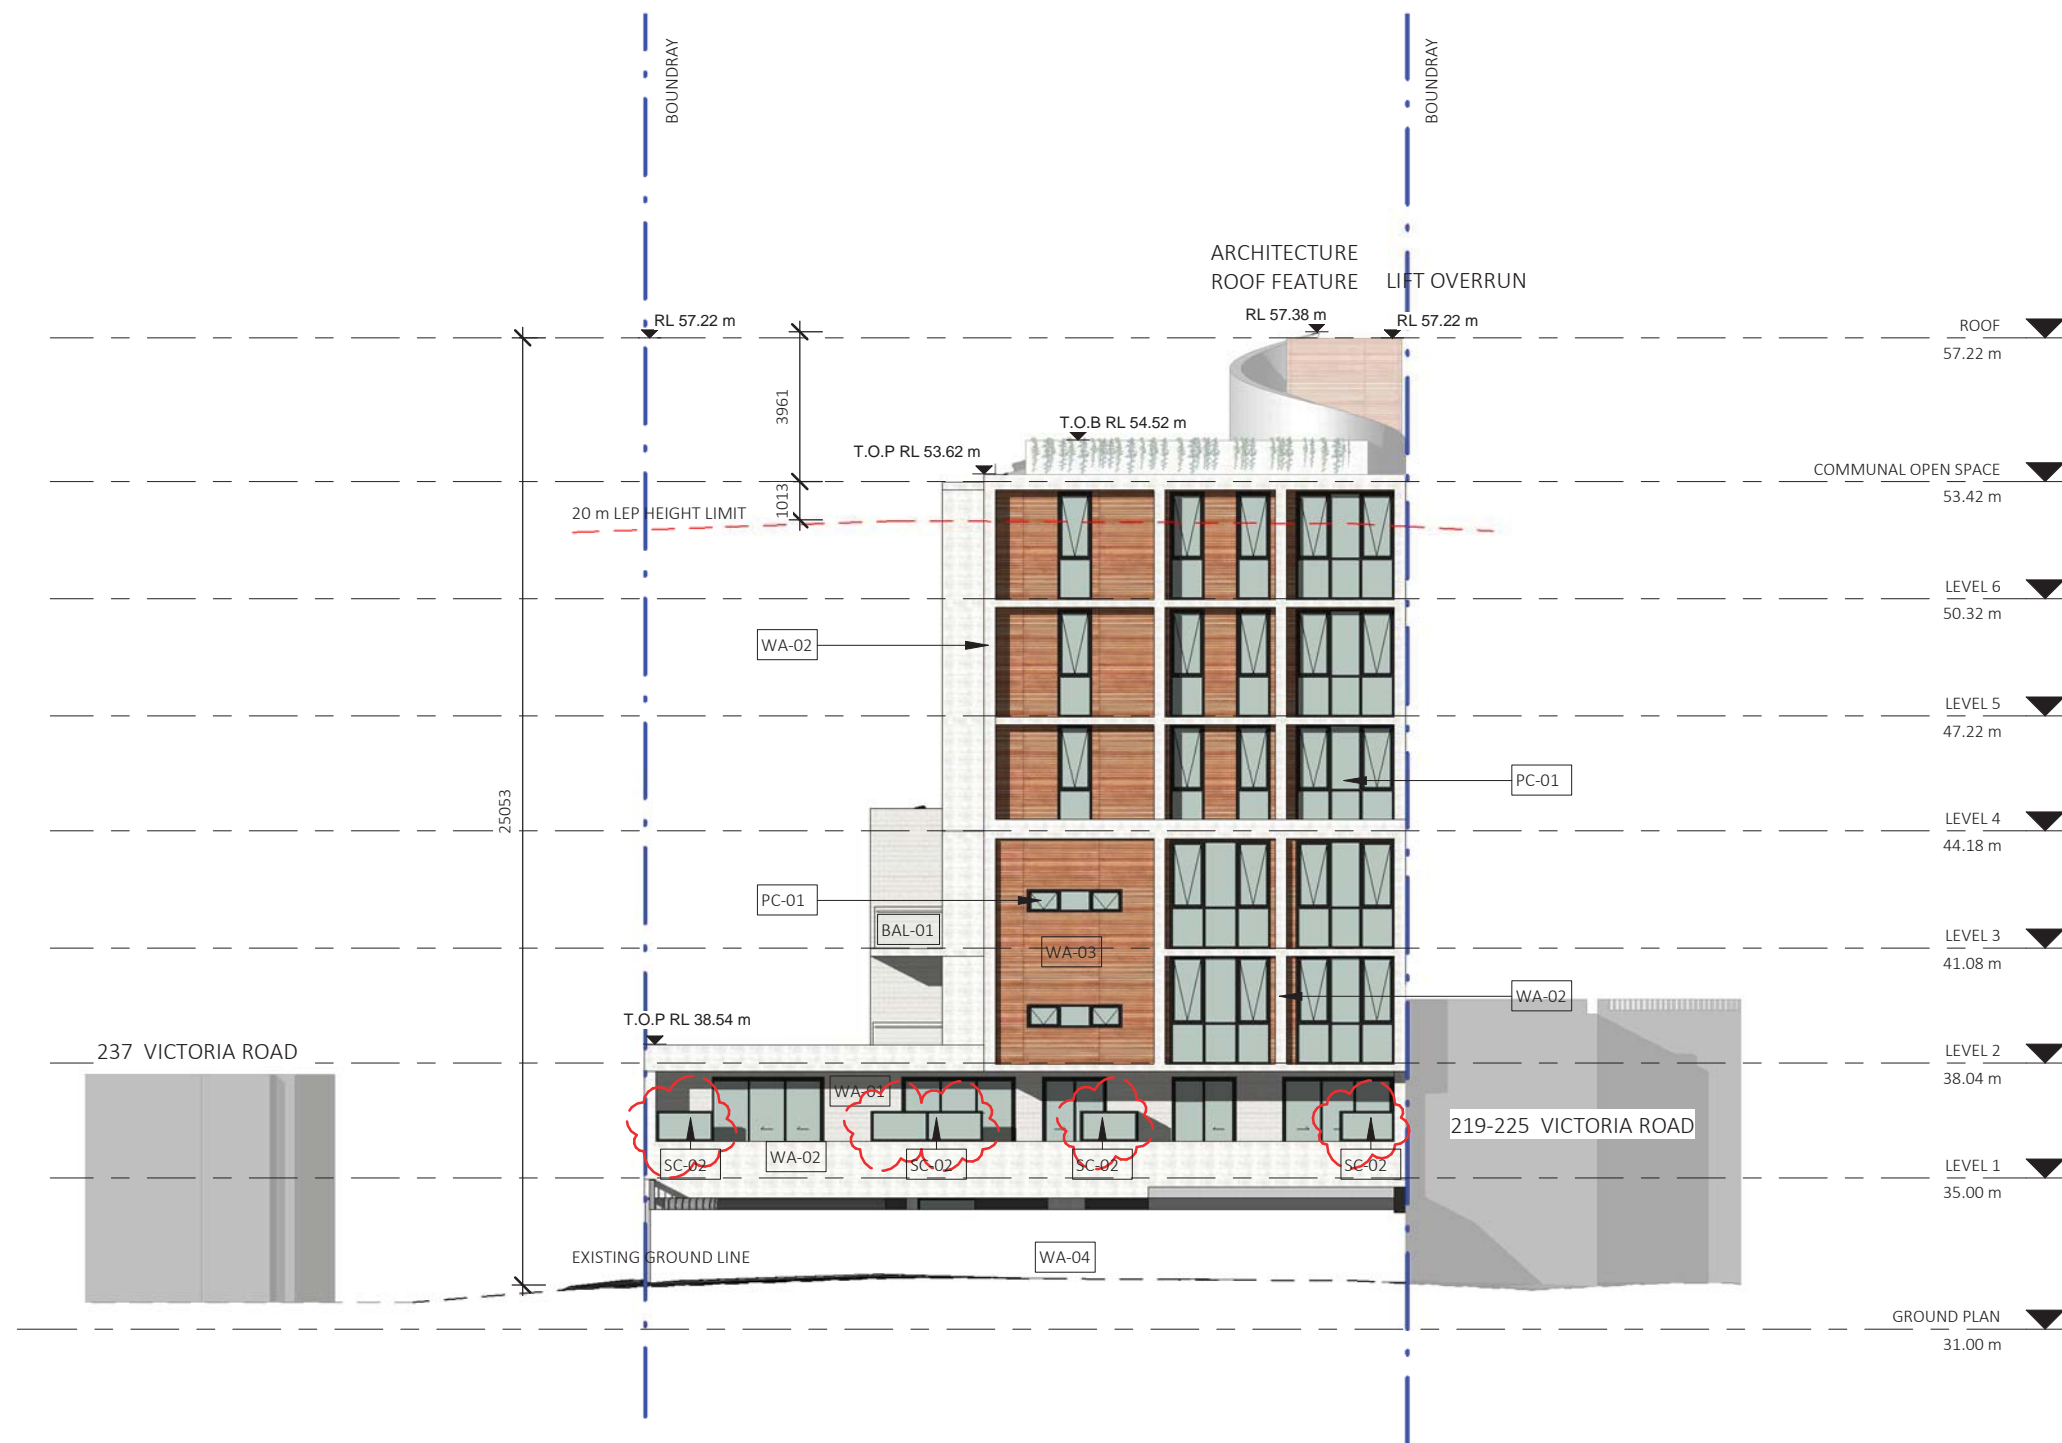 BOUNDRAY
BOUNDRAY
ARCHITECTURE
ROOF FEATURE
LIFT OVERRUN
RL 57.22 m
RL 57.38 m
RL 57.22 m
ROOF
57.22 m
3961
T.O.B RL 54.52 m
T.O.P RL 53.62 m
COMMUNAL OPEN SPACE
53.42 m
1013
20 m LEP HEIGHT LIMIT
LEVEL 6
50.32 m
WA-02
LEVEL 5
47.22 m
PC-01
25053
LEVEL 4
44.18 m
PC-01
BAL-01
WA-03
LEVEL 3
41.08 m
WA-02
T.O.P RL 38.54 m
237 VICTORIA ROAD
LEVEL 2
38.04 m
WA-01
219-225 VICTORIA ROAD
SC-02
WA-02
SC-02
SC-02
SC-02
LEVEL 1
35.00 m
EXISTING GROUND LINE
WA-04
GROUND PLAN
31.00 m